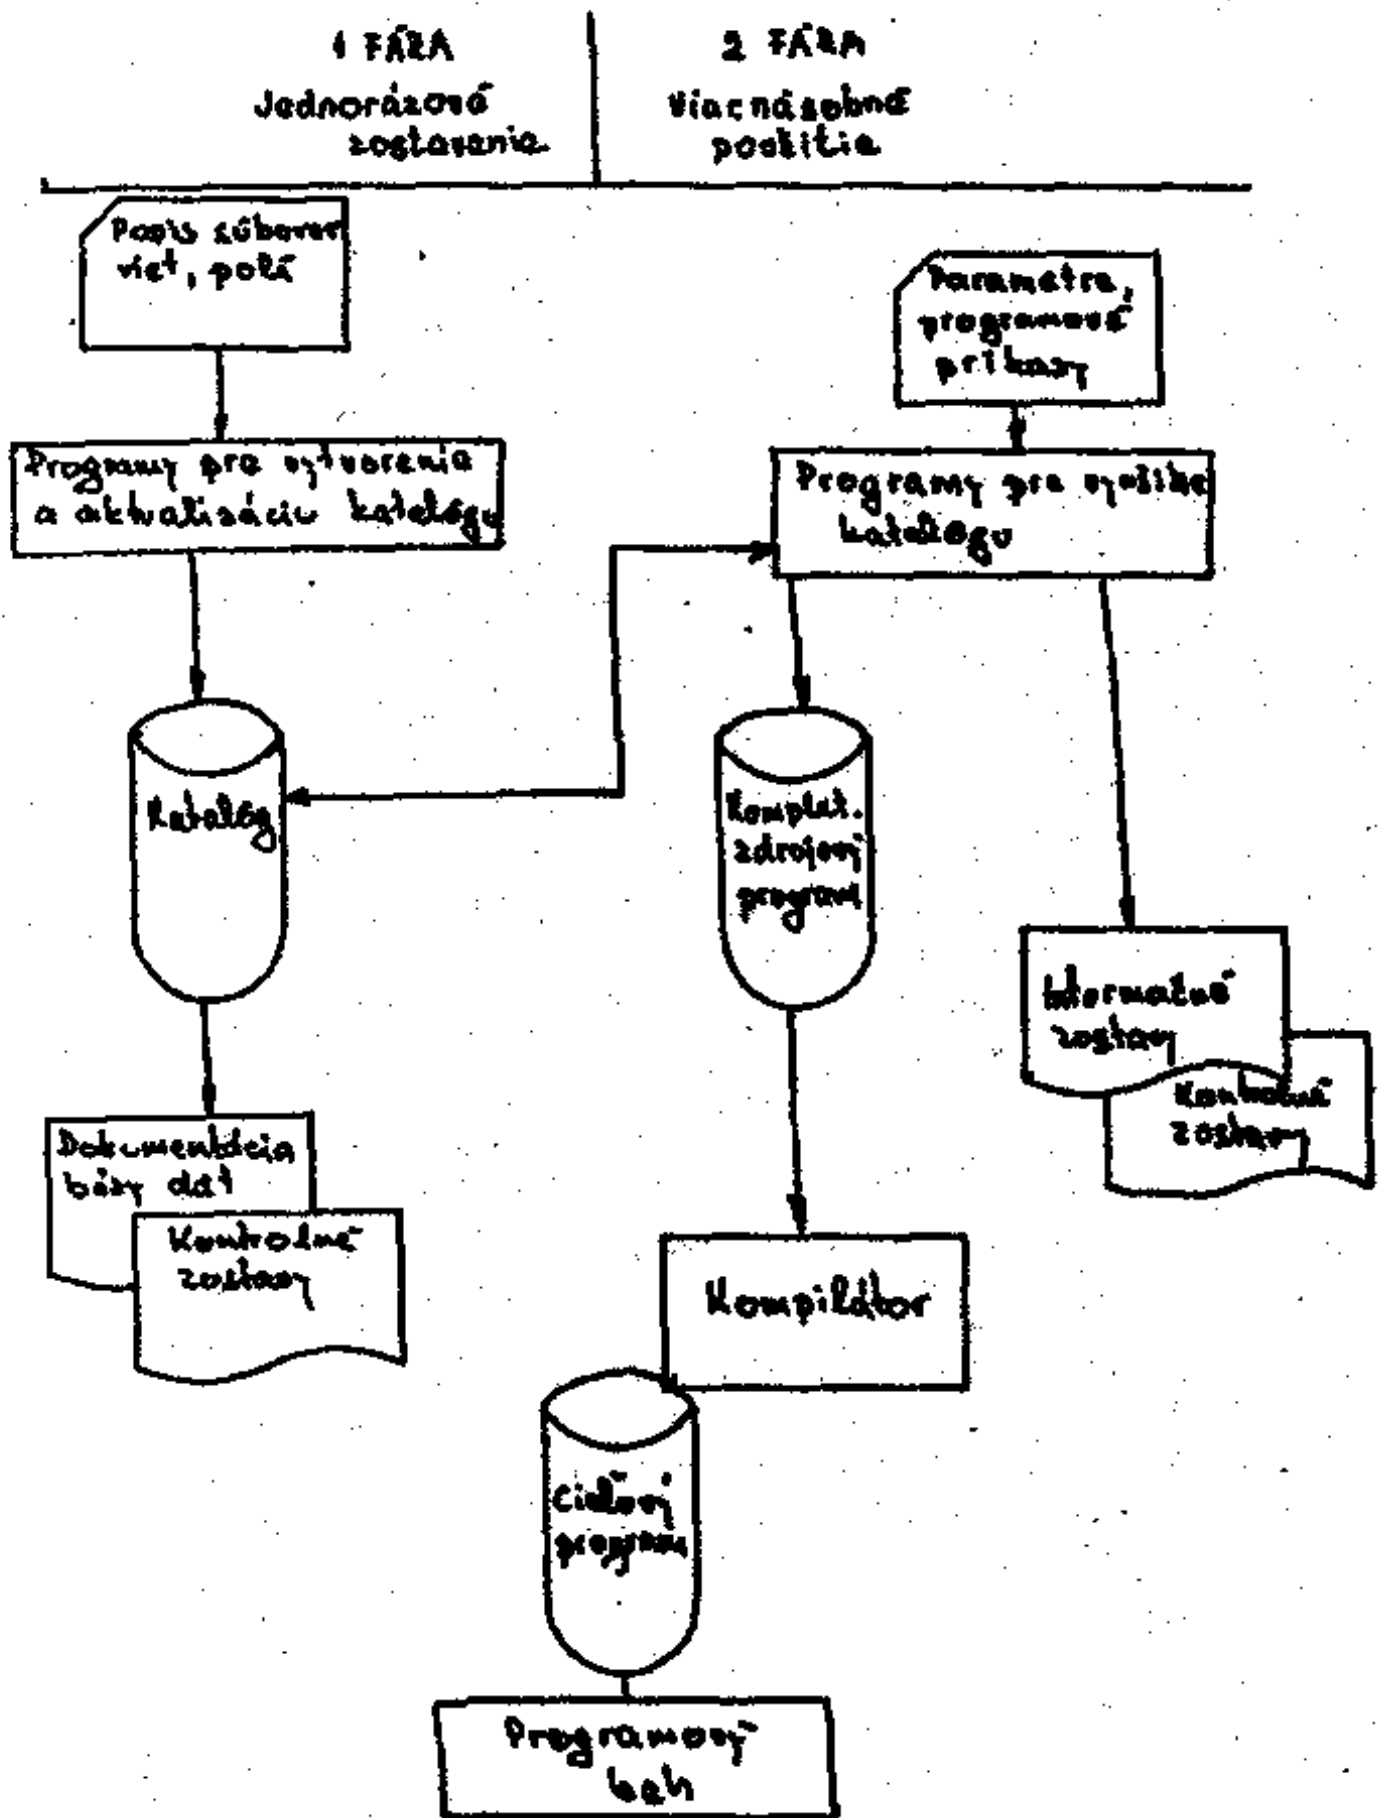 1 FÁZA
Jednorázové
zostavenie
2 FÁZA
Viacnásobné
použitie
Popis súborov
viet, polí
Parametre,
programové
príkazy
Programy pre vytvorenie
a aktualizáciu katalógu
Programy pre využitie
katalógu
Katalóg
Komplet.
zdrojový
program
Informačné
zostavy
Kontrolné
zostavy
Dokumentácia
bázy dat
Kontrolné
zostavy
Kompilátor
Cieľový
program
Programový
beh